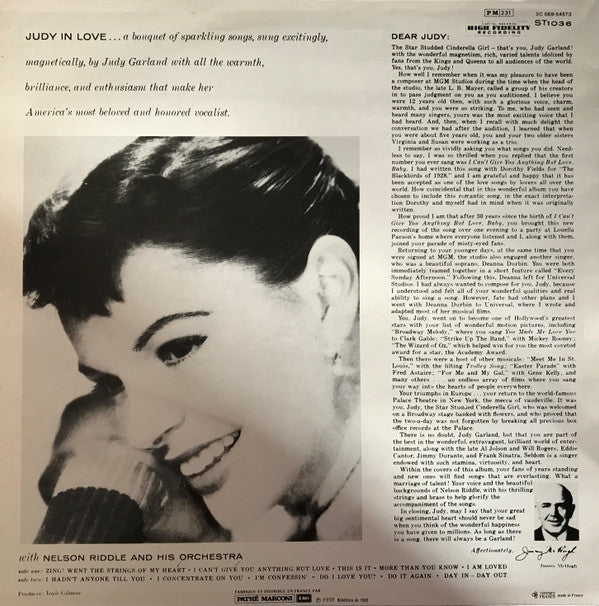 PM 231
2C 068-54573
HIGH FIDELITY
RECORDING
ST1036
JUDY IN LOVE . . . a bouquet of sparkling songs, sung excitingly,
magnetically, by Judy Garland with all the warmth,
brilliance, and enthusiasm that make her
America's most beloved and honored vocalist.
DEAR JUDY:
The Star Studded Cinderella Girl – that's you, Judy Garland!
with the wonderful magnetism, rich, varied talents idolized by
fans from the Kings and Queens to all audiences of the world.
Yes, that's you, Judy!
How well I remember when it was my pleasure to have been
a composer at MGM Studios during the time when the head of
the studio, the late L. B. Mayer, called a group of his creators
in to pass judgment on you as you auditioned. I believe you
were 12 years old then, with such a glorious voice, charm,
warmth, and you were so striking. To me, who had seen and
heard many singers, yours was the most exciting voice that I
had heard. And, then, when I recall with much delight the
conversation we had after the audition, I learned that when
you were about five years old, you and your two older sisters
Virginia and Susan were working as a trio.
I remember so vividly asking you what songs you did. Need-
less to say, I was so thrilled when you replied that the first
number you ever sang was I Can't Give You Anything But Love,
Baby. I had written this song with Dorothy Fields for "The
Blackbirds of 1928," and I am grateful and happy that it has
been accepted as one of the love songs by lovers all over the
world. How coincidental that in this wonderful album you have
chosen to include this romantic song, in the exact interpreta-
tion Dorothy and myself had in mind when it was originally
written.
How proud I am that after 30 years since the birth of I Can't
Give You Anything But Love, Baby, you brought this new
recording of the song over one evening to a party at Louella
Parson's home where everyone listened and I, along with them,
joined your parade of misty-eyed fans.
Returning to your younger days, at the same time that you
were signed at MGM, the studio also engaged another singer,
who was a beautiful soprano, Deanna Durbin. You were both
immediately teamed together in a short feature called "Every
Sunday Afternoon." Following this, Deanna left for Universal
Studios. I had always wanted to compose for you, Judy, because
I understood and felt all of your wonderful qualities and real
ability to sing a song. However, fate had other plans and I
went with Deanna Durbin to Universal, where I wrote and
adapted most of her musical films.
You, Judy, went on to become one of Hollywood's greatest
stars with your list of wonderful motion pictures, including
"Broadway Melody," where you sang You Made Me Love You
to Clark Gable; "Strike Up The Band," with Mickey Rooney;
"The Wizard of Oz," which helped win for you the most coveted
award for a star, the Academy Award.
Then there were a host of other musicals: "Meet Me In St.
Louis," with the lilting Trolley Song; "Easter Parade" with
Fred Astaire; "For Me and My Gal," with Gene Kelly, and
many others . . . an endless array of films where you sang
your way into the hearts of people everywhere.
Your triumphs in Europe . . . your return to the world-famous
Palace Theatre in New York, the mecca of vaudeville. It was
you, Judy, the Star Studded Cinderella Girl, who was welcomed
on a Broadway stage banked with flowers, and who proved that
the two-a-day was not forgotten by breaking all previous box
office records at the Palace.
There is no doubt, Judy Garland, but that you are part of
the best in the wonderful, extravagant, brilliant world of enter-
tainment, along with the late Al Jolson and Will Rogers, Eddie
Cantor, Jimmy Durante, and Frank Sinatra. Seldom is a singer
endowed with such stamina, virtuosity, and heart.
Within the covers of this album, your fans of years standing
and new ones will find songs that are everlasting. What a
marriage of talent! Your voice and the beautiful
backgrounds of Nelson Riddle, with his thrilling
strings and brass to help glorify the
accompaniment of the songs.
In closing, Judy, may I say that your great
big sentimental heart should never be sad
when you think of the wonderful happiness
you have given to millions. As long as there
is a song, there will always be a Garland!
Affectionately,
Jimmy McHugh
Jimmy McHugh
with NELSON RIDDLE AND HIS ORCHESTRA
side one: ZING! WENT THE STRINGS OF MY HEART • I CAN'T GIVE YOU ANYTHING BUT LOVE • THIS IS IT • MORE THAN YOU KNOW • I AM LOVED
side two: I HADN'T ANYONE TILL YOU • I CONCENTRATE ON YOU • I'M CONFESSIN' • DO I LOVE YOU? • DO IT AGAIN • DAY IN – DAY OUT
Producer: Voyle Gilmore
FABRIQUÉ ET DISTRIBUÉ EN FRANCE PAR
PATHÉ MARCONI EMI
℗ 1959
Made in France